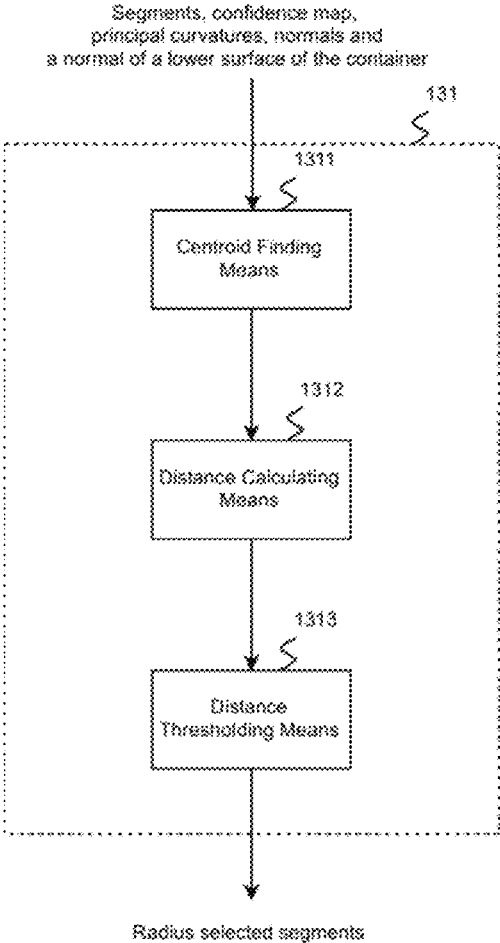 Segments, confidence map,
principal curvatures, normals and
a normal of a lower surface of the container
131
1311
Centroid Finding
Means
1312
Distance Calculating
Means
1313
Distance
Thresholding Means
Radius selected segments